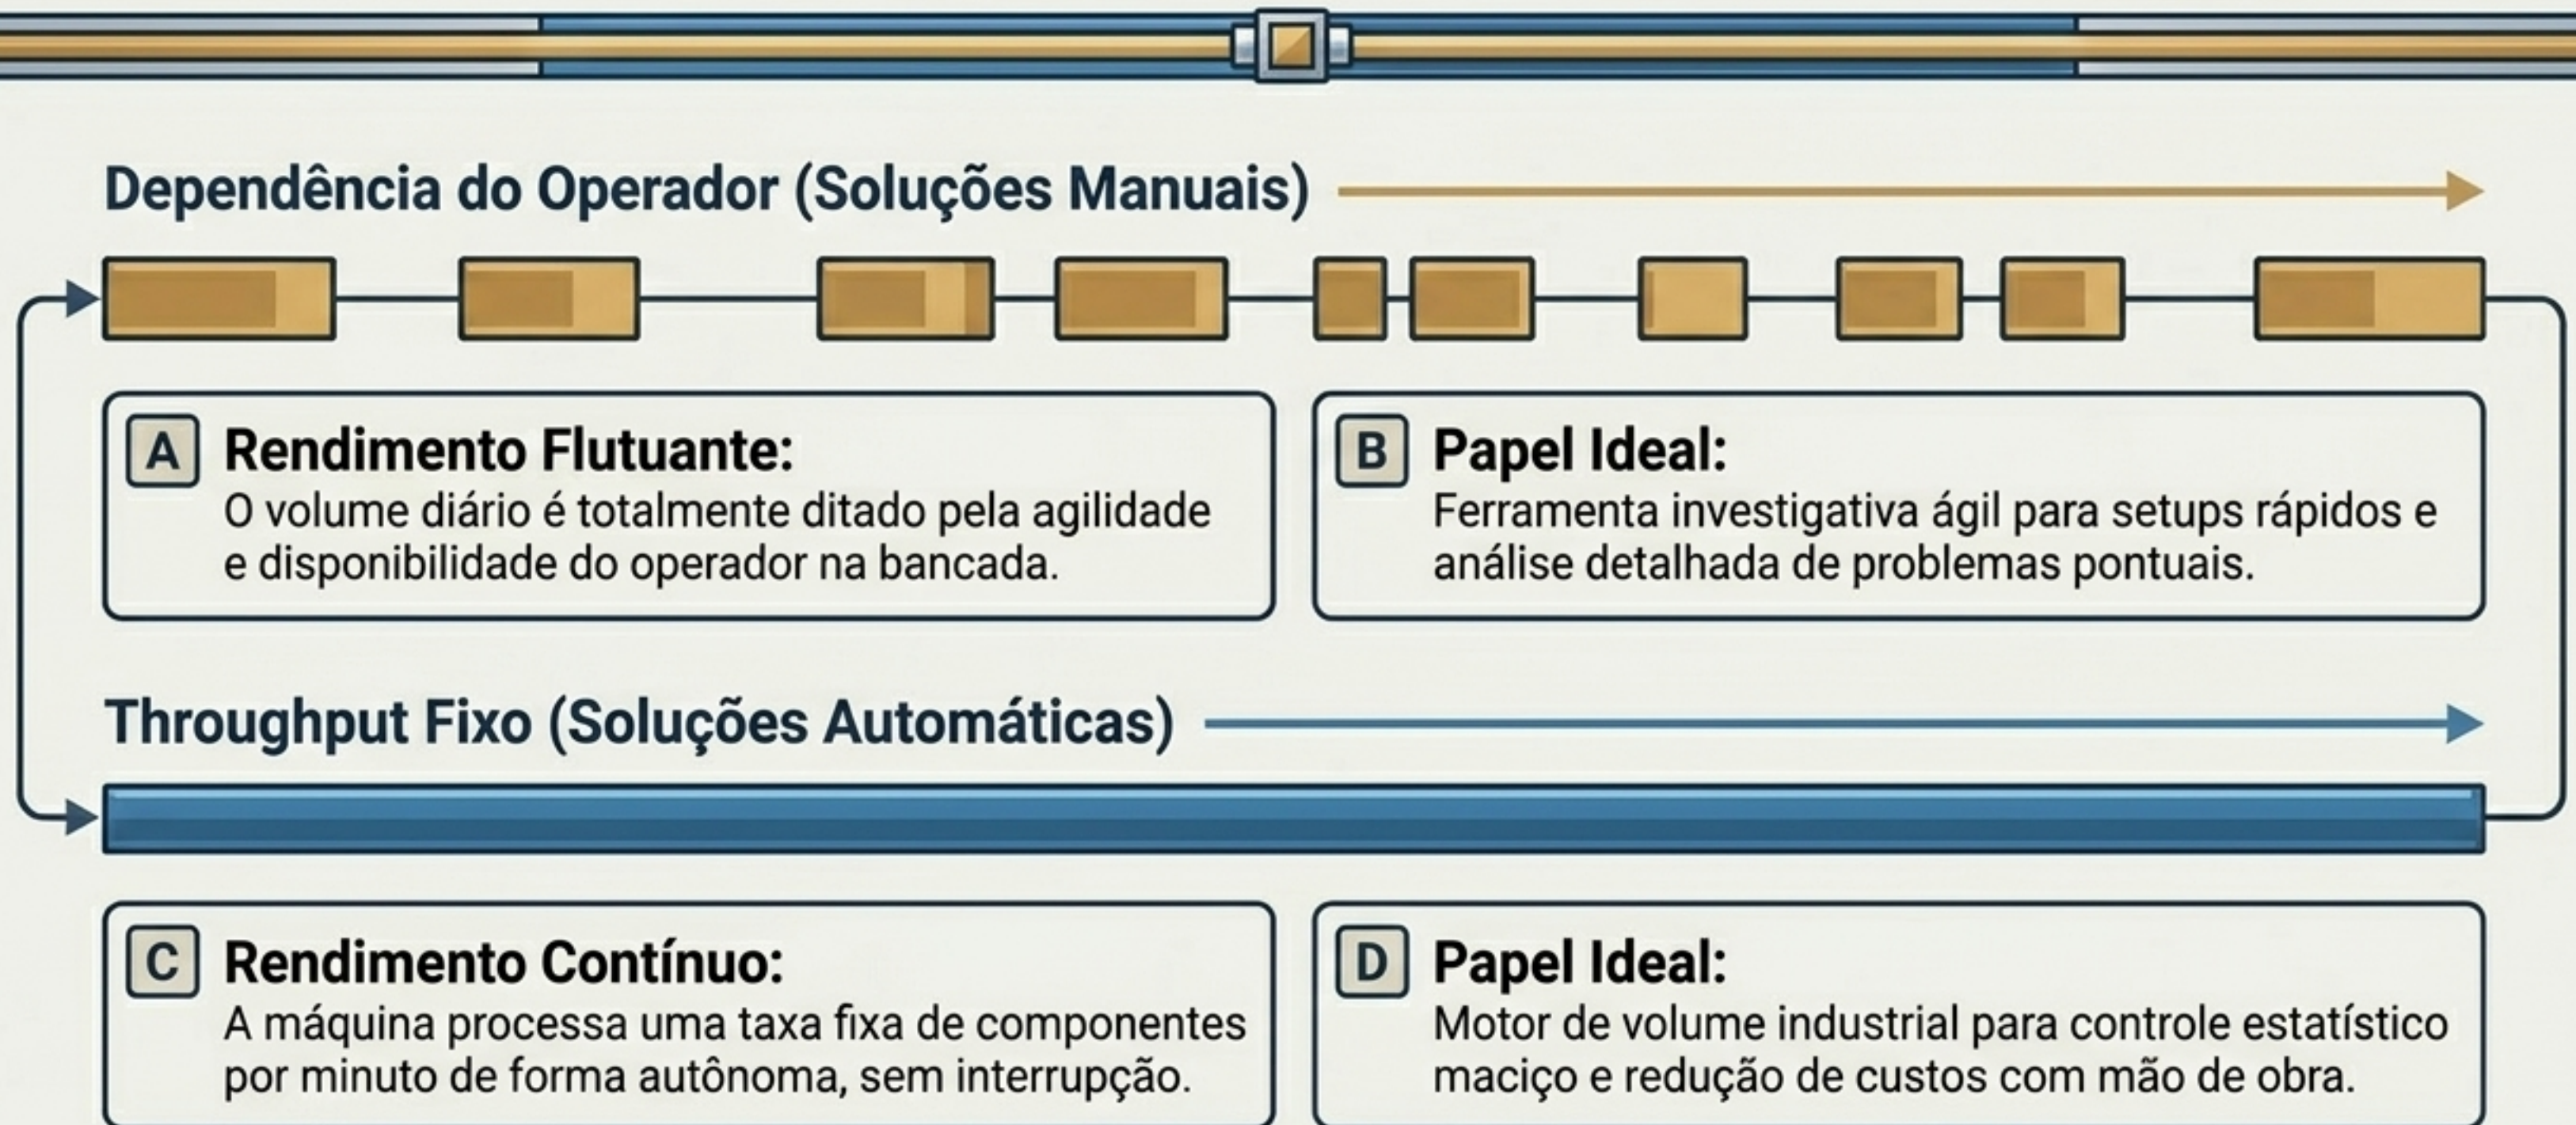 Dependência do Operador (Soluções Manuais)
A
Rendimento Flutuante:
O volume diário é totalmente ditado pela agilidade
e disponibilidade do operador na bancada.
B
Papel Ideal:
Ferramenta investigativa ágil para setups rápidos e
análise detalhada de problemas pontuais.
Throughput Fixo (Soluções Automáticas)
C
Rendimento Contínuo:
A máquina processa uma taxa fixa de componentes
por minuto de forma autônoma, sem interrupção.
D
Papel Ideal:
Motor de volume industrial para controle estatístico
maciço e redução de custos com mão de obra.